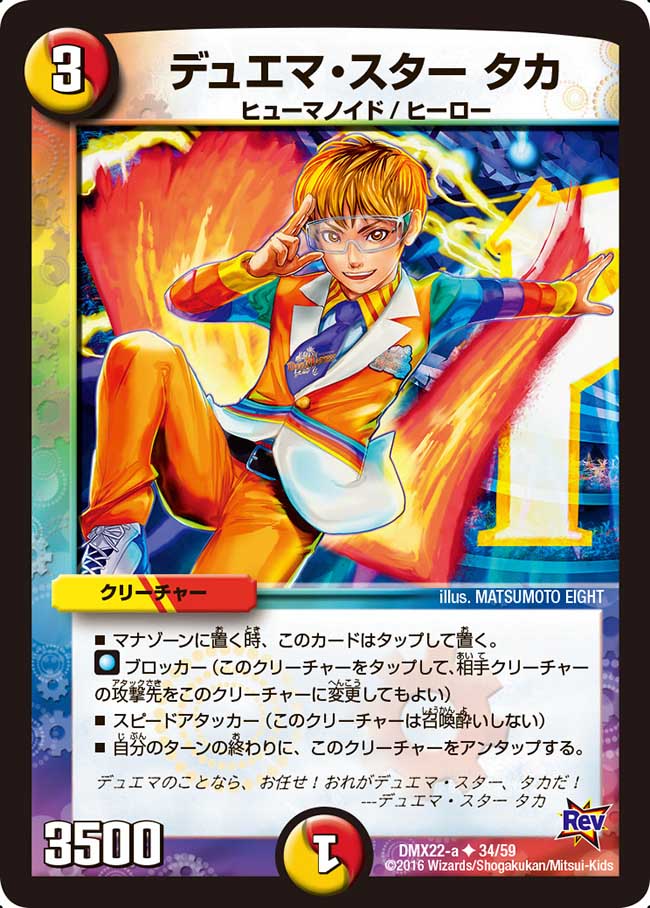 3
デュエマ・スター タカ
ヒューマノイド / ヒーロー
クリーチャー
illus. MATSUMOTO EIGHT
■ マナゾーンに置く時、このカードはタップして置く。
ブロッカー（このクリーチャーをタップして、相手クリーチャー
の攻撃先をこのクリーチャーに変更してもよい）
■ スピードアタッカー（このクリーチャーは召喚酔いしない）
■ 自分のターンの終わりに、このクリーチャーをアンタップする。
デュエマのことなら、お任せ！おれがデュエマ・スター、タカだ！
---デュエマ・スター タカ
Rev
3500
1
DMX22-a ◆ 34/59
©2016 Wizards/Shogakukan/Mitsui-Kids